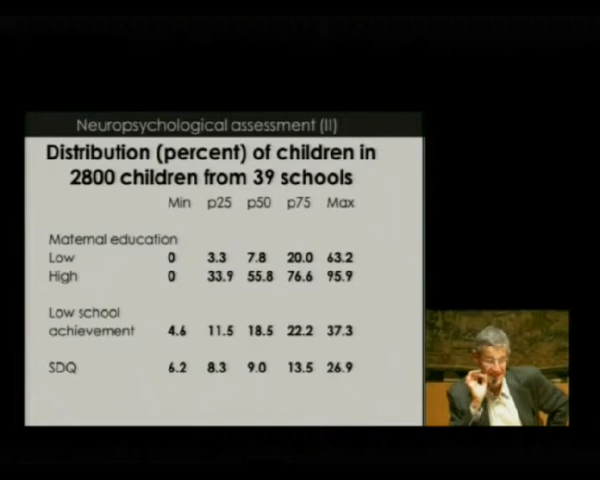 Neuropsychological assessment (II)
Distribution (percent) of children in
2800 children from 39 schools
Min p25 p50 p75 Max
Maternal education
Low 0 3.3 7.8 20.0 63.2
High 0 33.9 55.8 76.6 95.9
Low school
achievement 4.6 11.5 18.5 22.2 37.3
SDQ 6.2 8.3 9.0 13.5 26.9